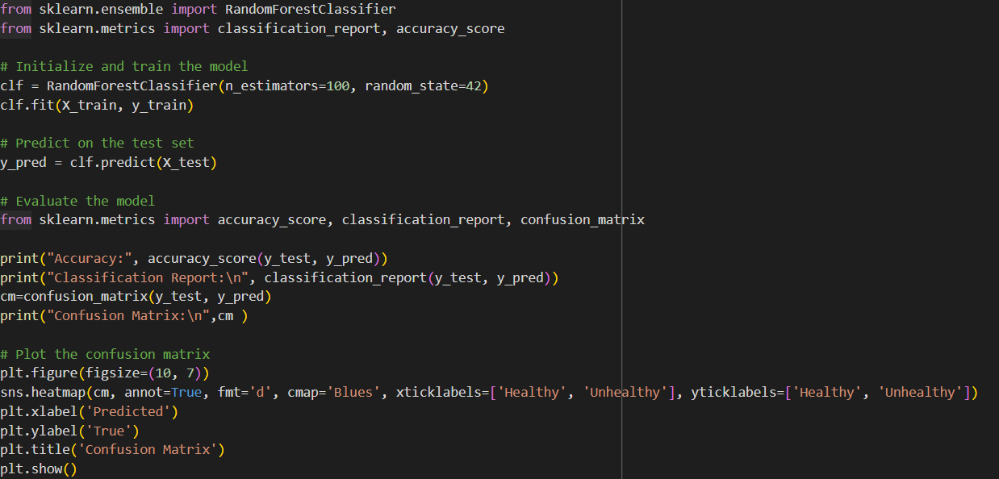 from sklearn.ensemble import RandomForestClassifier
from sklearn.metrics import classification_report, accuracy_score
# Initialize and train the model
clf = RandomForestClassifier(n_estimators=100, random_state=42)
clf.fit(X_train, y_train)
# Predict on the test set
y_pred = clf.predict(X_test)
# Evaluate the model
from sklearn.metrics import accuracy_score, classification_report, confusion_matrix
print("Accuracy:", accuracy_score(y_test, y_pred))
print("Classification Report:\n", classification_report(y_test, y_pred))
cm=confusion_matrix(y_test, y_pred)
print("Confusion Matrix:\n",cm )
# Plot the confusion matrix
plt.figure(figsize=(10, 7))
sns.heatmap(cm, annot=True, fmt='d', cmap='Blues', xticklabels=['Healthy', 'Unhealthy'], yticklabels=['Healthy', 'Unhealthy'])
plt.xlabel('Predicted')
plt.ylabel('True')
plt.title('Confusion Matrix')
plt.show()